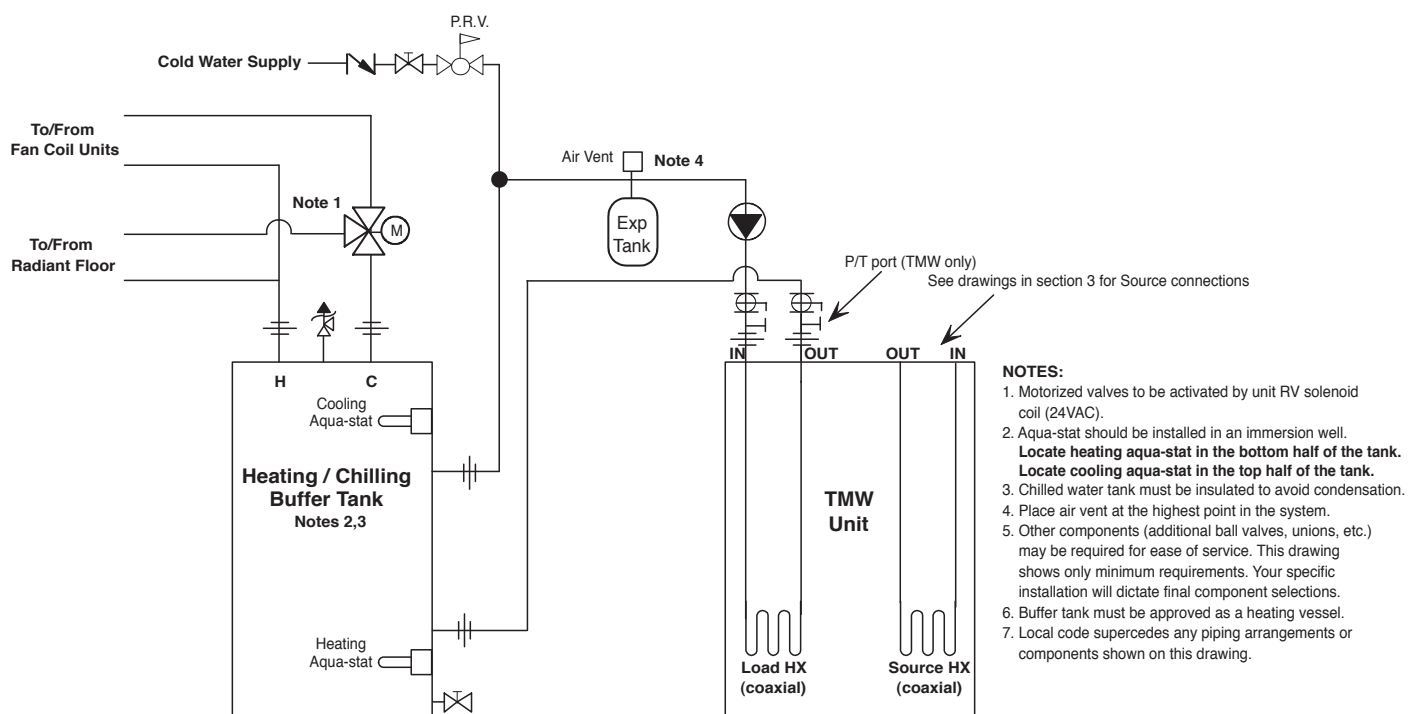 P.R.V.
Cold Water Supply
To/From
Fan Coil Units
Air Vent
Note 4
Note 1
M
Exp
Tank
To/From
Radiant Floor
P/T port (TMW only)
See drawings in section 3 for Source connections
IN
OUT
OUT
IN
H
C
Cooling
Aqua-stat
Heating / Chilling
Buffer Tank
Notes 2,3
Heating
Aqua-stat
TMW
Unit
Load HX
(coaxial)
Source HX
(coaxial)
NOTES:
1. Motorized valves to be activated by unit RV solenoid
coil (24VAC).
2. Aqua-stat should be installed in an immersion well.
Locate heating aqua-stat in the bottom half of the tank.
Locate cooling aqua-stat in the top half of the tank.
3. Chilled water tank must be insulated to avoid condensation.
4. Place air vent at the highest point in the system.
5. Other components (additional ball valves, unions, etc.)
may be required for ease of service. This drawing
shows only minimum requirements. Your specific
installation will dictate final component selections.
6. Buffer tank must be approved as a heating vessel.
7. Local code supercedes any piping arrangements or
components shown on this drawing.